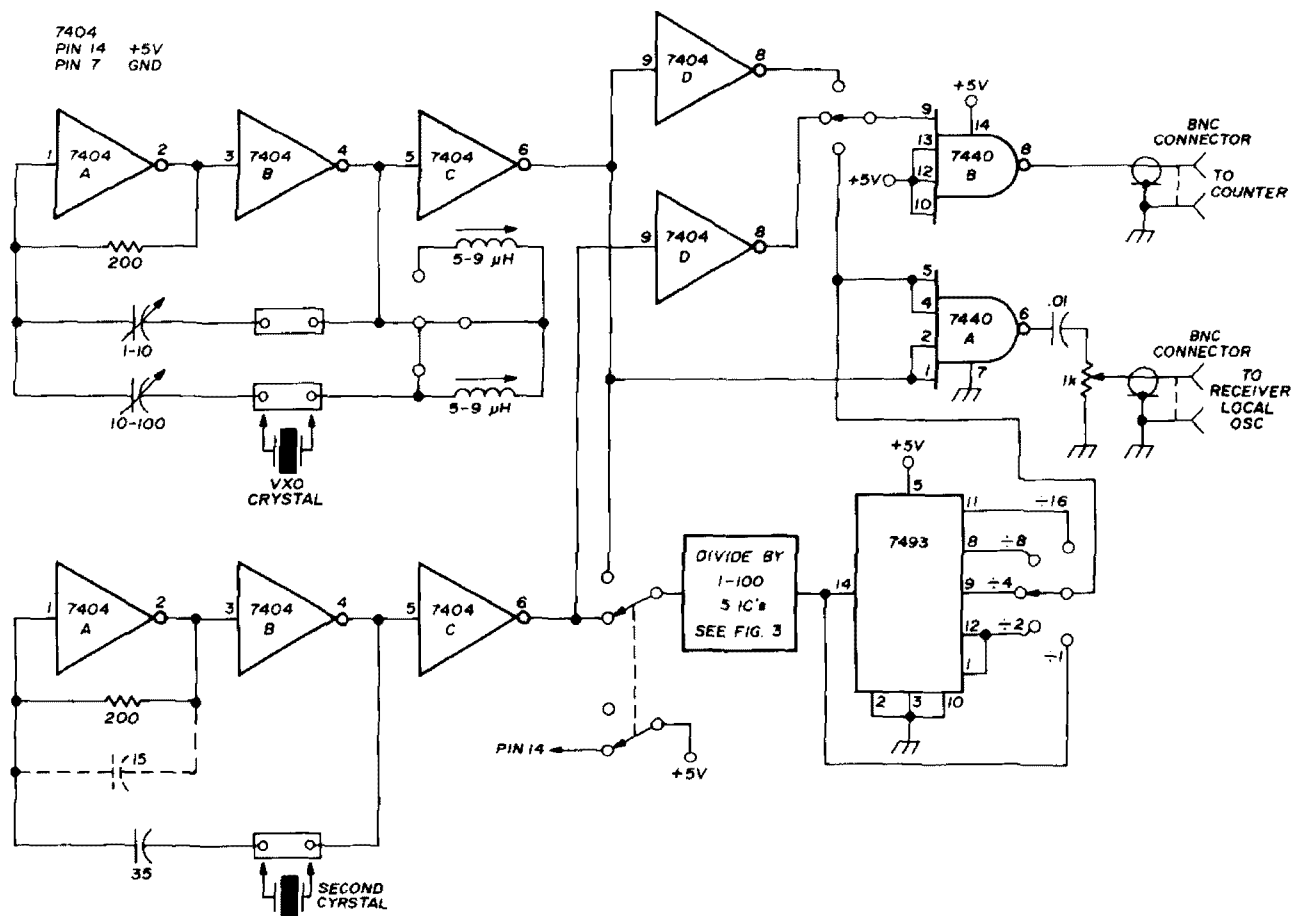 7404
PIN 14 +5V
PIN 7 GND
1
7404
A
2
3
7404
B
4
5
7404
C
6
9
7404
D
8
9
7404
D
8
200
1-10
10-100
5-9 μH
5-9 μH
VXO
CRYSTAL
+5V
9
14
13
12
10
+5V
7440
B
8
BNC
CONNECTOR
TO
COUNTER
5
4
2
1
7440
A
6
7
.01
1k
BNC
CONNECTOR
TO
RECEIVER
LOCAL
OSC
1
7404
A
2
3
7404
B
4
5
7404
C
6
200
15
35
SECOND
CYRSTAL
PIN 14
+5V
DIVIDE BY
1-100
5 IC's
SEE FIG. 3
+5V
5
7493
14
11
÷16
8
÷8
9
÷4
12
÷2
1
÷1
2
3
10